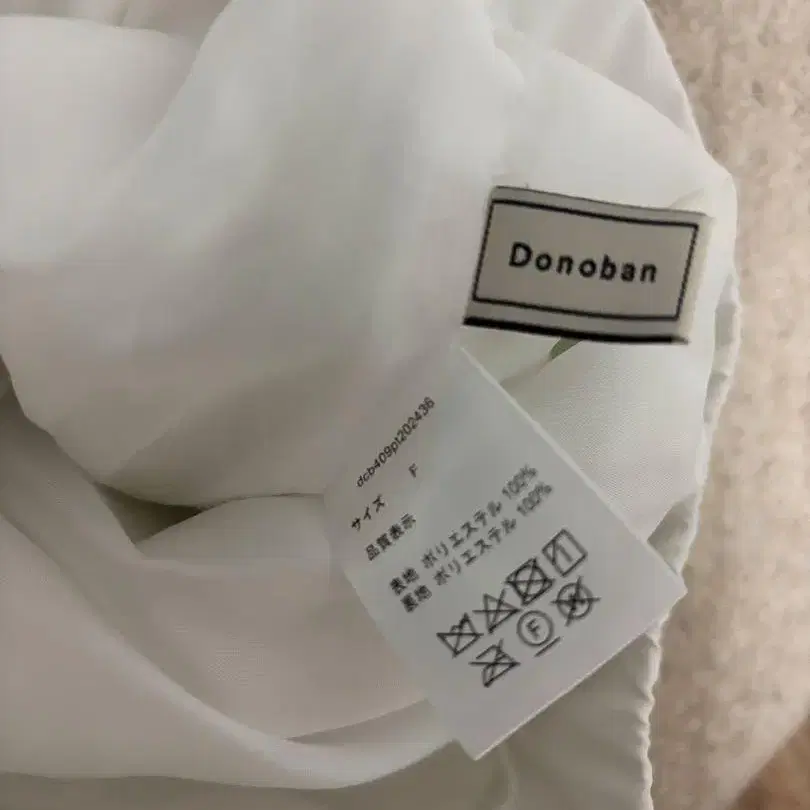 Donoban
dcb409pt202436
サイズ F
品質表示
表地 ポリエステル 100%
裏地 ポリエステル 100%
F